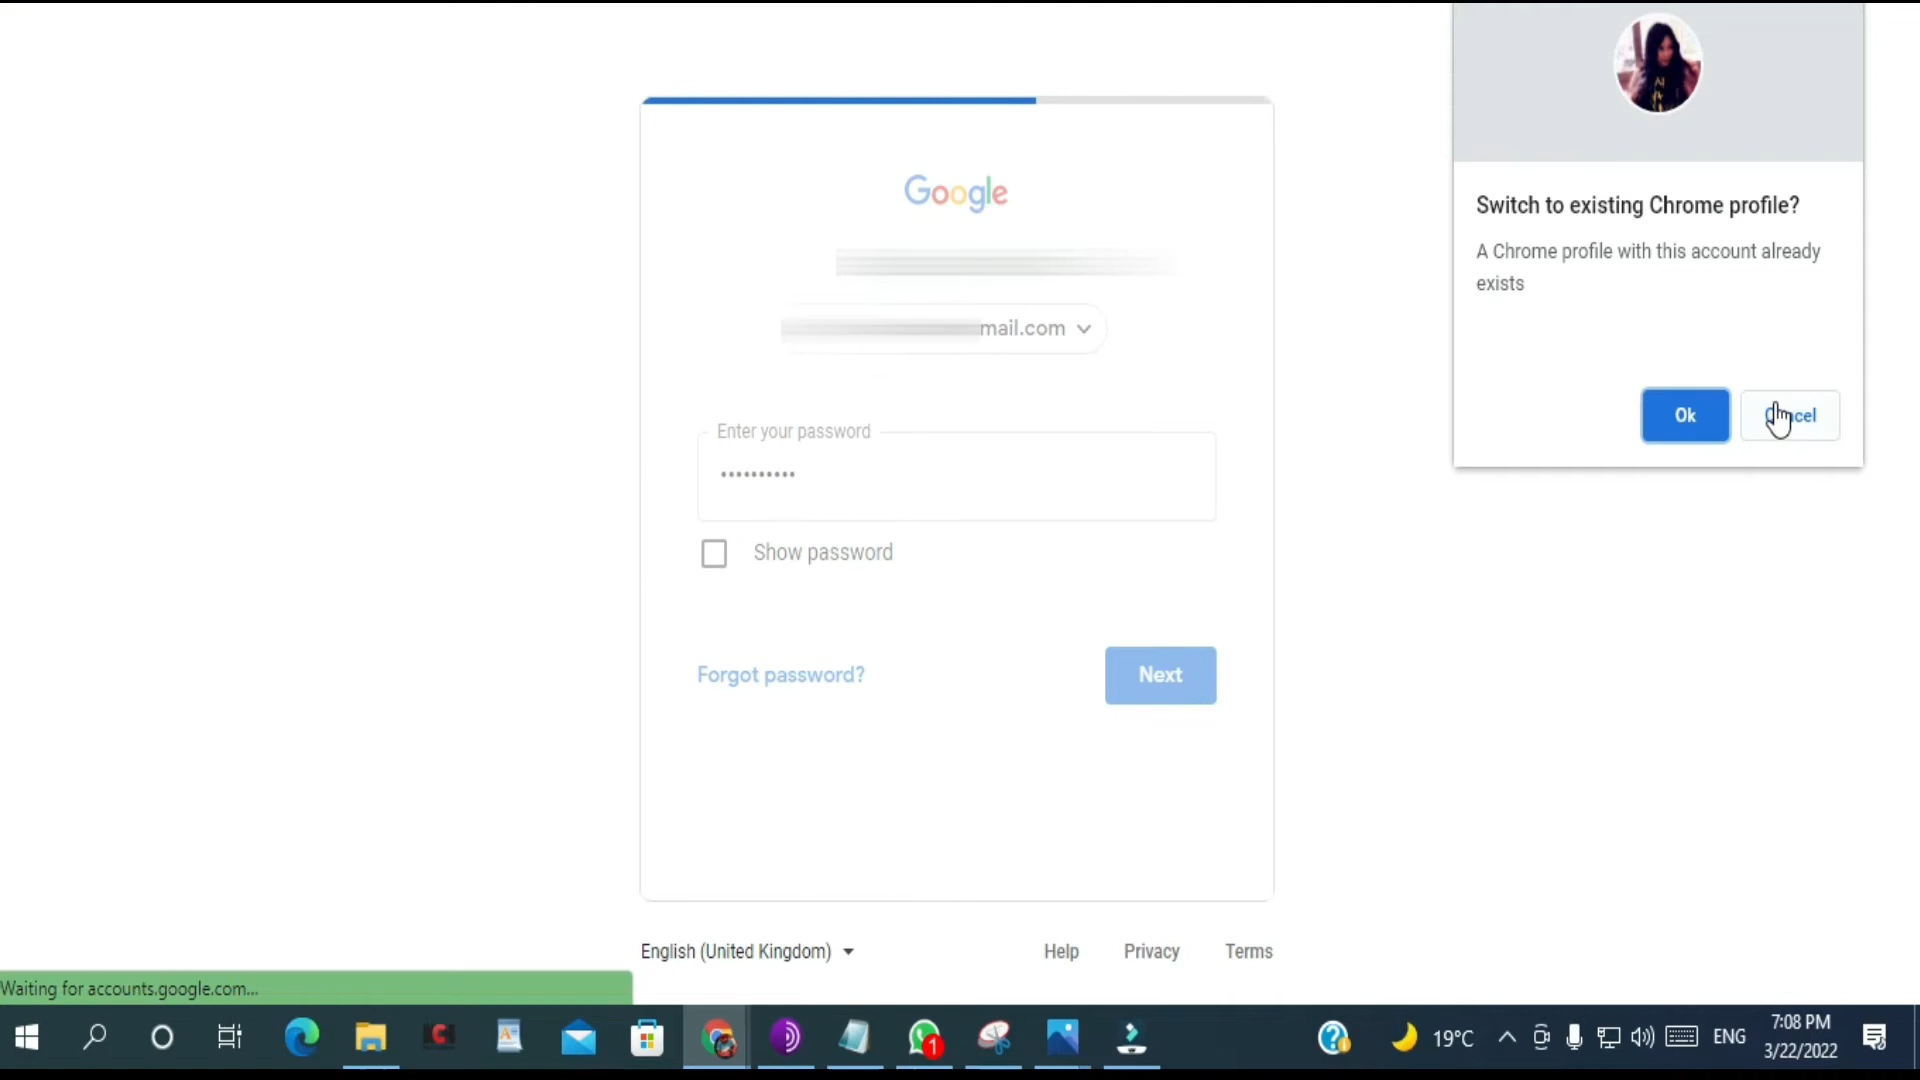 Google
mail.com
Enter your password
••••••••••
Show password
Forgot password?
Next
English (United Kingdom)
Help
Privacy
Terms
Switch to existing Chrome profile?
A Chrome profile with this account already
exists
Ok
Cancel
Waiting for accounts.google.com...
1
19°C
ENG
7:08 PM
3/22/2022